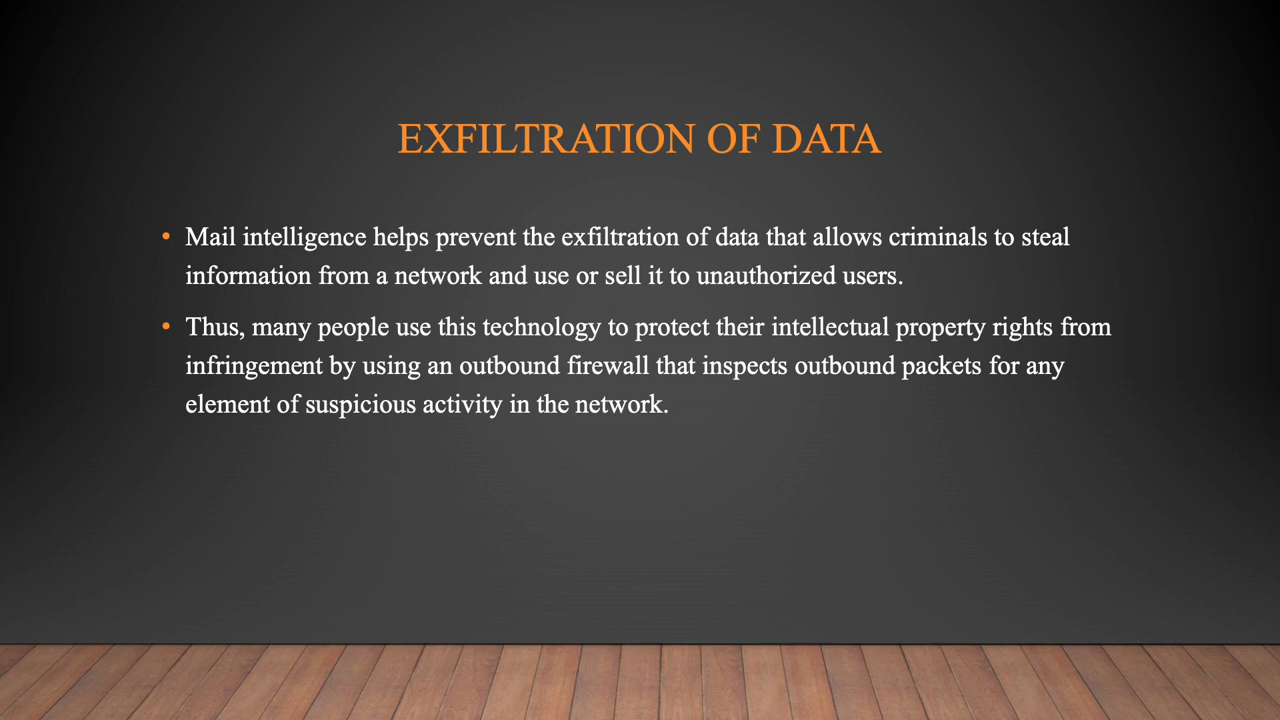 EXFILTRATION OF DATA
• Mail intelligence helps prevent the exfiltration of data that allows criminals to steal
information from a network and use or sell it to unauthorized users.
• Thus, many people use this technology to protect their intellectual property rights from
infringement by using an outbound firewall that inspects outbound packets for any
element of suspicious activity in the network.